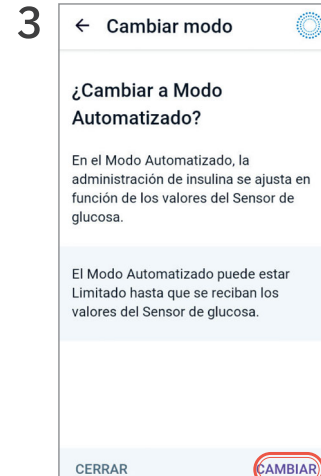 3
← Cambiar modo
¿Cambiar a Modo
Automatizado?
En el Modo Automatizado, la
administración de insulina se ajusta en
función de los valores del Sensor de
glucosa.
El Modo Automatizado puede estar
Limitado hasta que se reciban los
valores del Sensor de glucosa.
CERRAR CAMBIAR